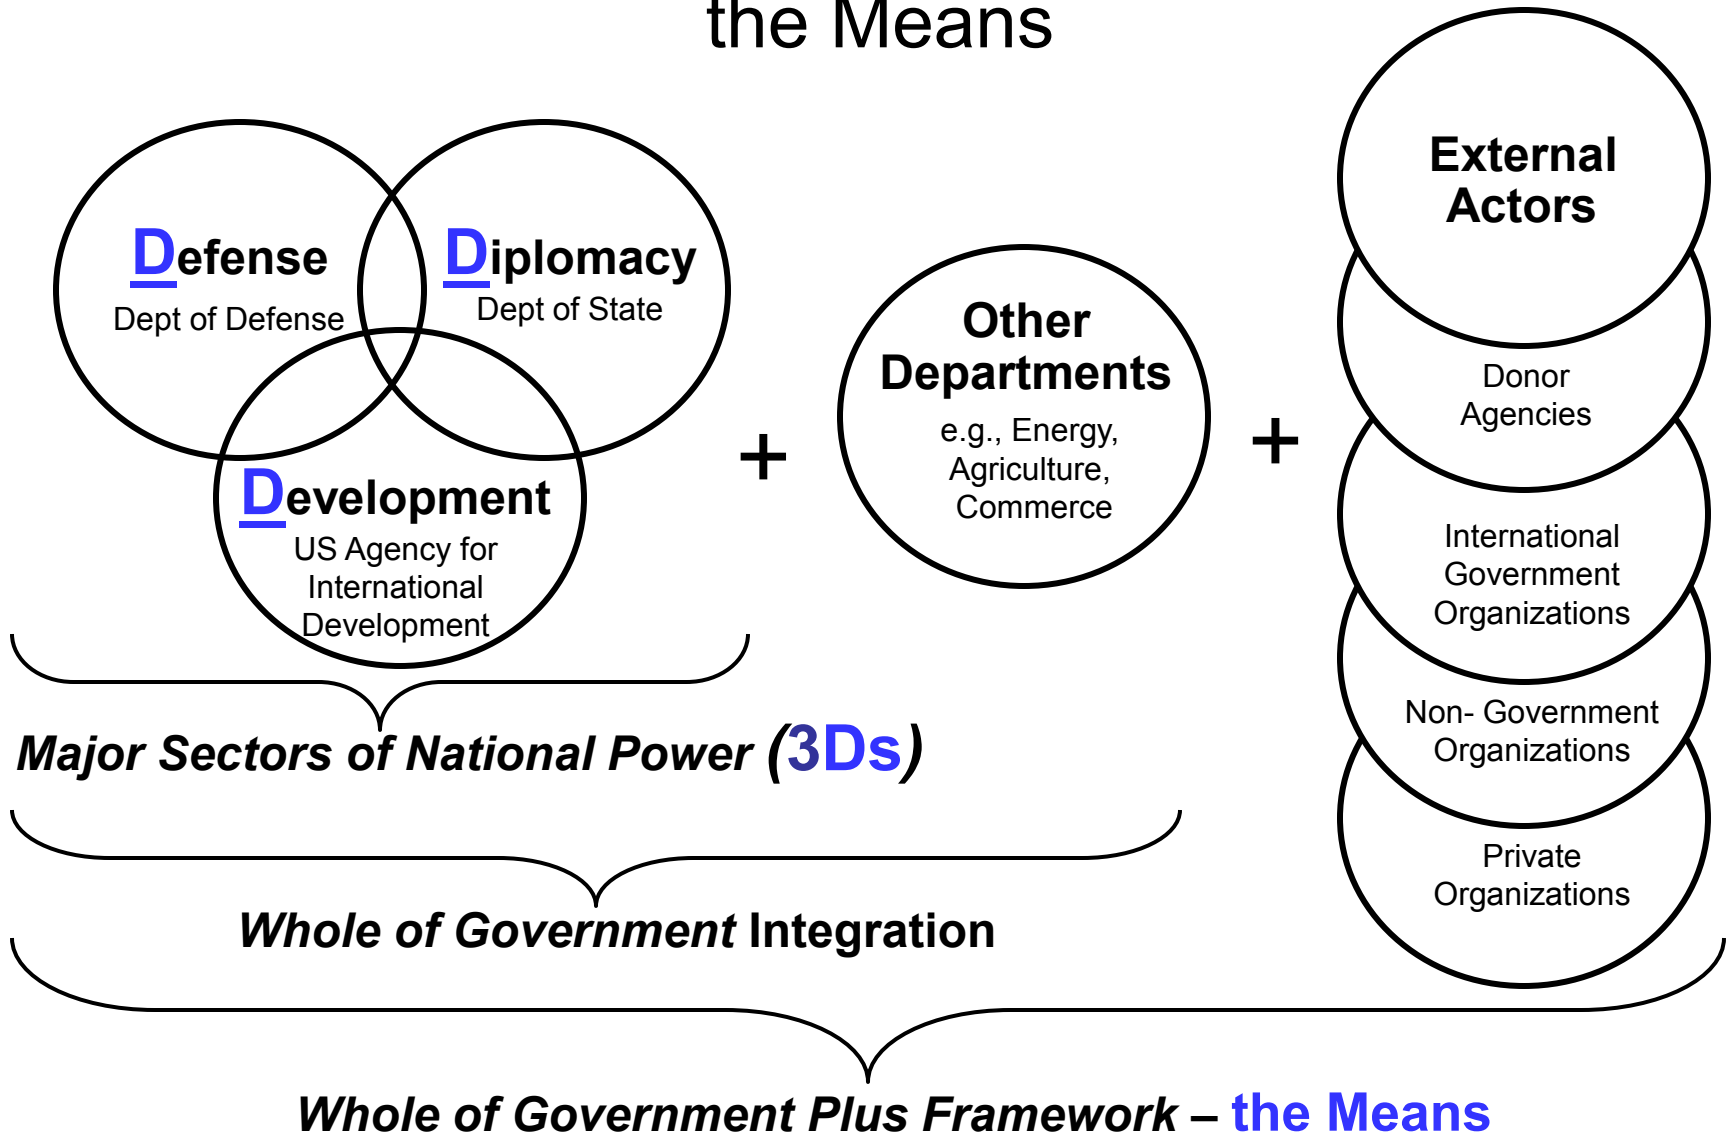 the Means
Defense
Dept of Defense
Diplomacy
Dept of State
Development
US Agency for
International
Development
+
Other
Departments
e.g., Energy,
Agriculture,
Commerce
+
External
Actors
Donor
Agencies
International
Government
Organizations
Non- Government
Organizations
Private
Organizations
Major Sectors of National Power (3Ds)
Whole of Government Integration
Whole of Government Plus Framework – the Means